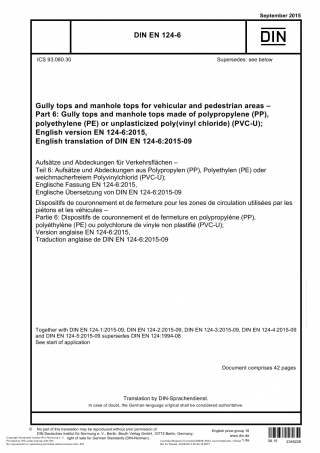 September 2015
DIN EN 124-6
DIN
ICS 93.080.30
Supersedes: see below
Gully tops and manhole tops for vehicular and pedestrian areas –
Part 6: Gully tops and manhole tops made of polypropylene (PP),
polyethylene (PE) or unplasticized poly(vinyl chloride) (PVC-U);
English version EN 124-6:2015,
English translation of DIN EN 124-6:2015-09
Aufsätze und Abdeckungen für Verkehrsflächen –
Teil 6: Aufsätze und Abdeckungen aus Polypropylen (PP), Polyethylen (PE) oder
weichmacherfreiem Polyvinylchlorid (PVC-U);
Englische Fassung EN 124-6:2015,
Englische Übersetzung von DIN EN 124-6:2015-09
Dispositifs de couronnement et de fermeture pour les zones de circulation utilisées par les
piétons et les véhicules –
Partie 6: Dispositifs de couronnement et de fermeture en polypropylène (PP),
polyéthylène (PE) ou polychlorure de vinyle non plastifié (PVC-U);
Version anglaise EN 124-6:2015,
Traduction anglaise de DIN EN 124-6:2015-09
Together with DIN EN 124-1:2015-09, DIN EN 124-2:2015-09, DIN EN 124-3:2015-09, DIN EN 124-4:2015-09
and DIN EN 124-5:2015-09 supersedes DIN EN 124:1994-08
See start of application
Document comprises 42 pages
Translation by DIN-Sprachendienst.
In case of doubt, the German-language original shall be considered authoritative.
© No part of this publication may be reproduced without prior permission of
DIN Deutsches Institut für Normung e. V., Berlin. Beuth Verlag GmbH, 10772 Berlin, Germany,
right of sale for German Standards (DIN-Normen).
English price group 18
www.din.de